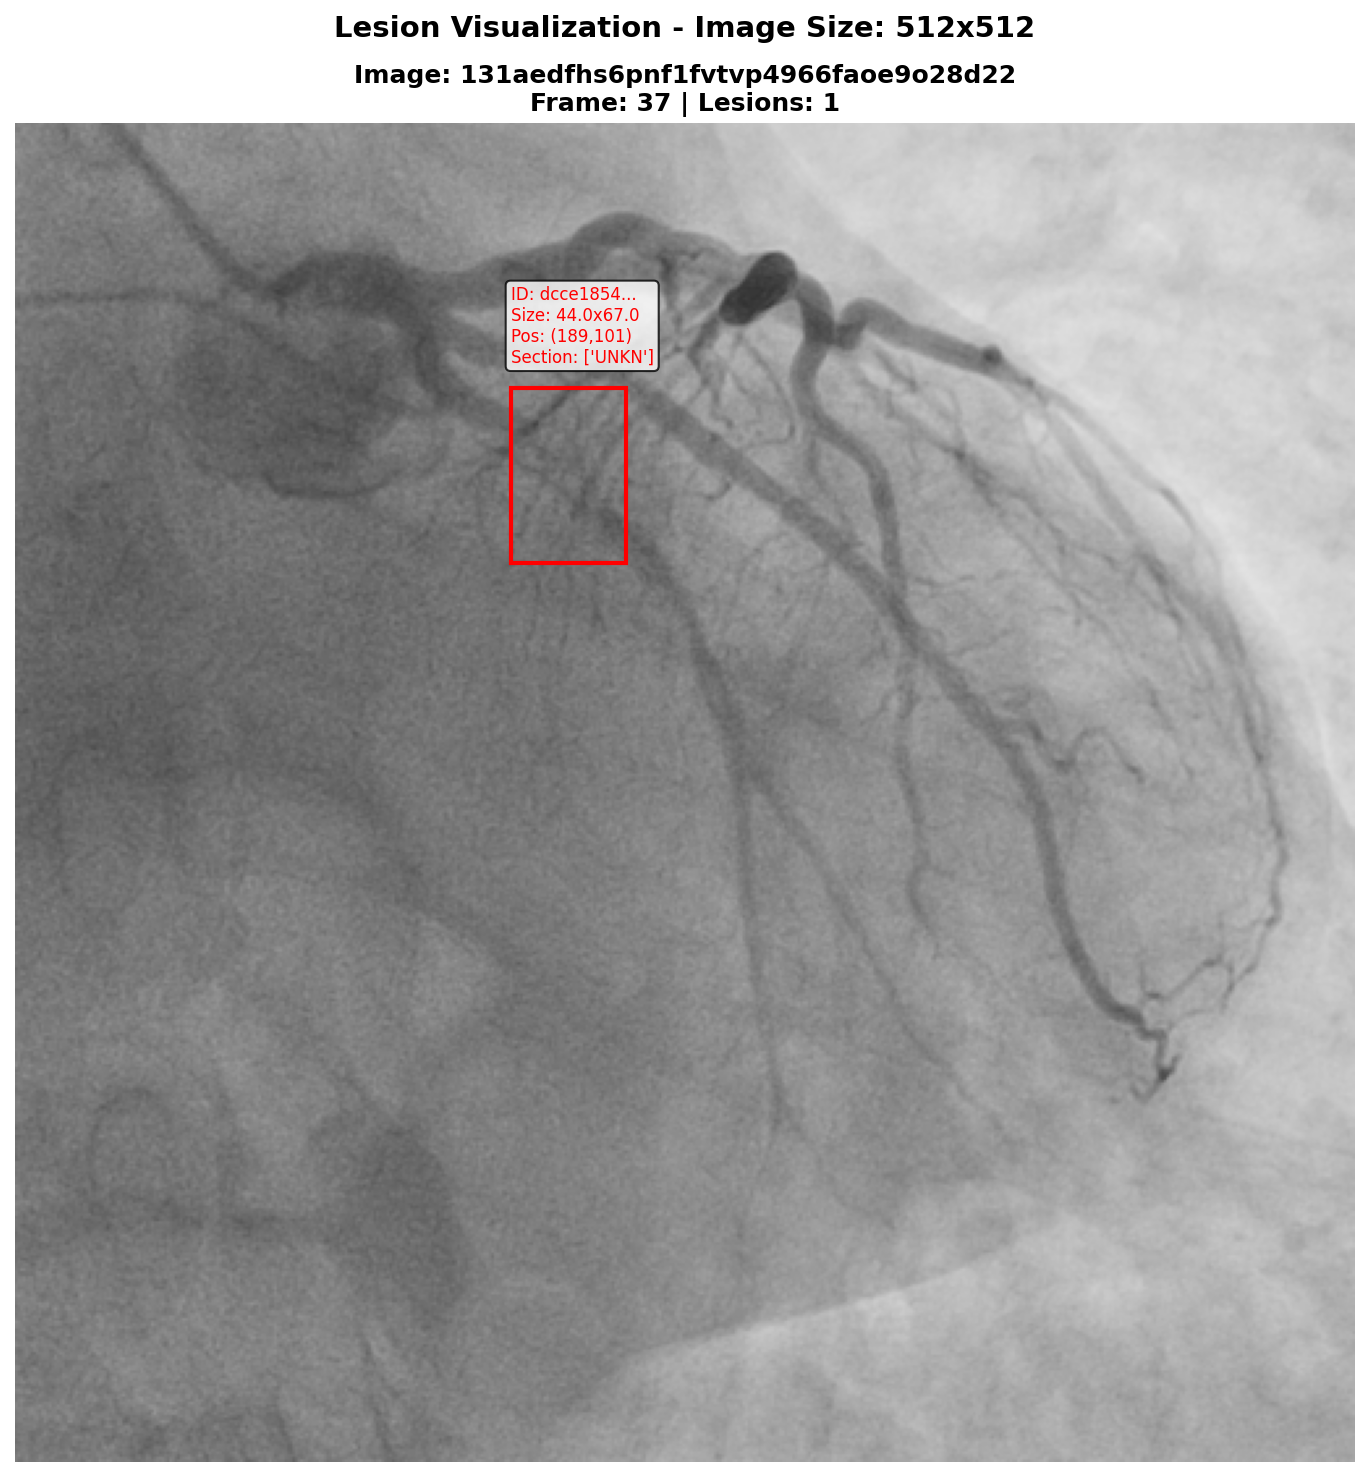 Lesion Visualization - Image Size: 512x512
Image: 131aedfhs6pnf1fvtvp4966faoe9o28d22
Frame: 37 | Lesions: 1
ID: dcce1854...
Size: 44.0x67.0
Pos: (189,101)
Section: ['UNKN']